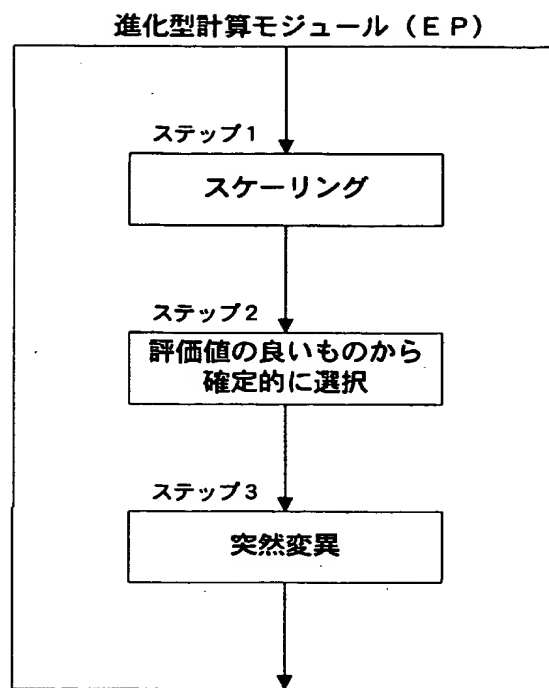 進化型計算モジュール（ＥＰ）
ステップ1
スケーリング
ステップ2
評価値の良いものから
確定的に選択
ステップ3
突然変異